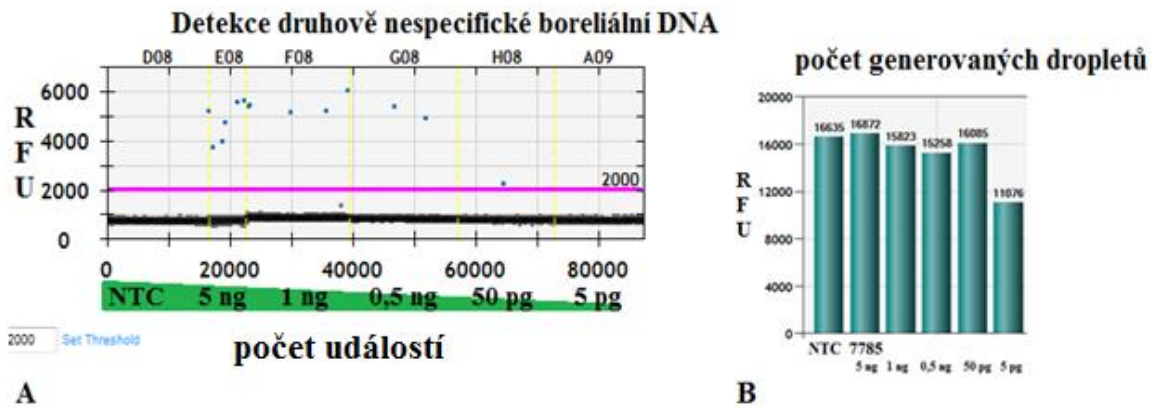 Detekce druhově nespecifické boreliální DNA
D08 E08 F08 G08 H08 A09
RFU
6000
4000
2000
0
2000
0 20000 40000 60000 80000
NTC 5 ng 1 ng 0,5 ng 50 pg 5 pg
2000 Set Threshold
počet událostí
A
počet generovaných dropletů
RFU
20000
16000
12000
8000
4000
0
16635 16872 15823 15258 16085 11076
NTC 7785
5 ng 1 ng 0,5 ng 50 pg 5 pg
B